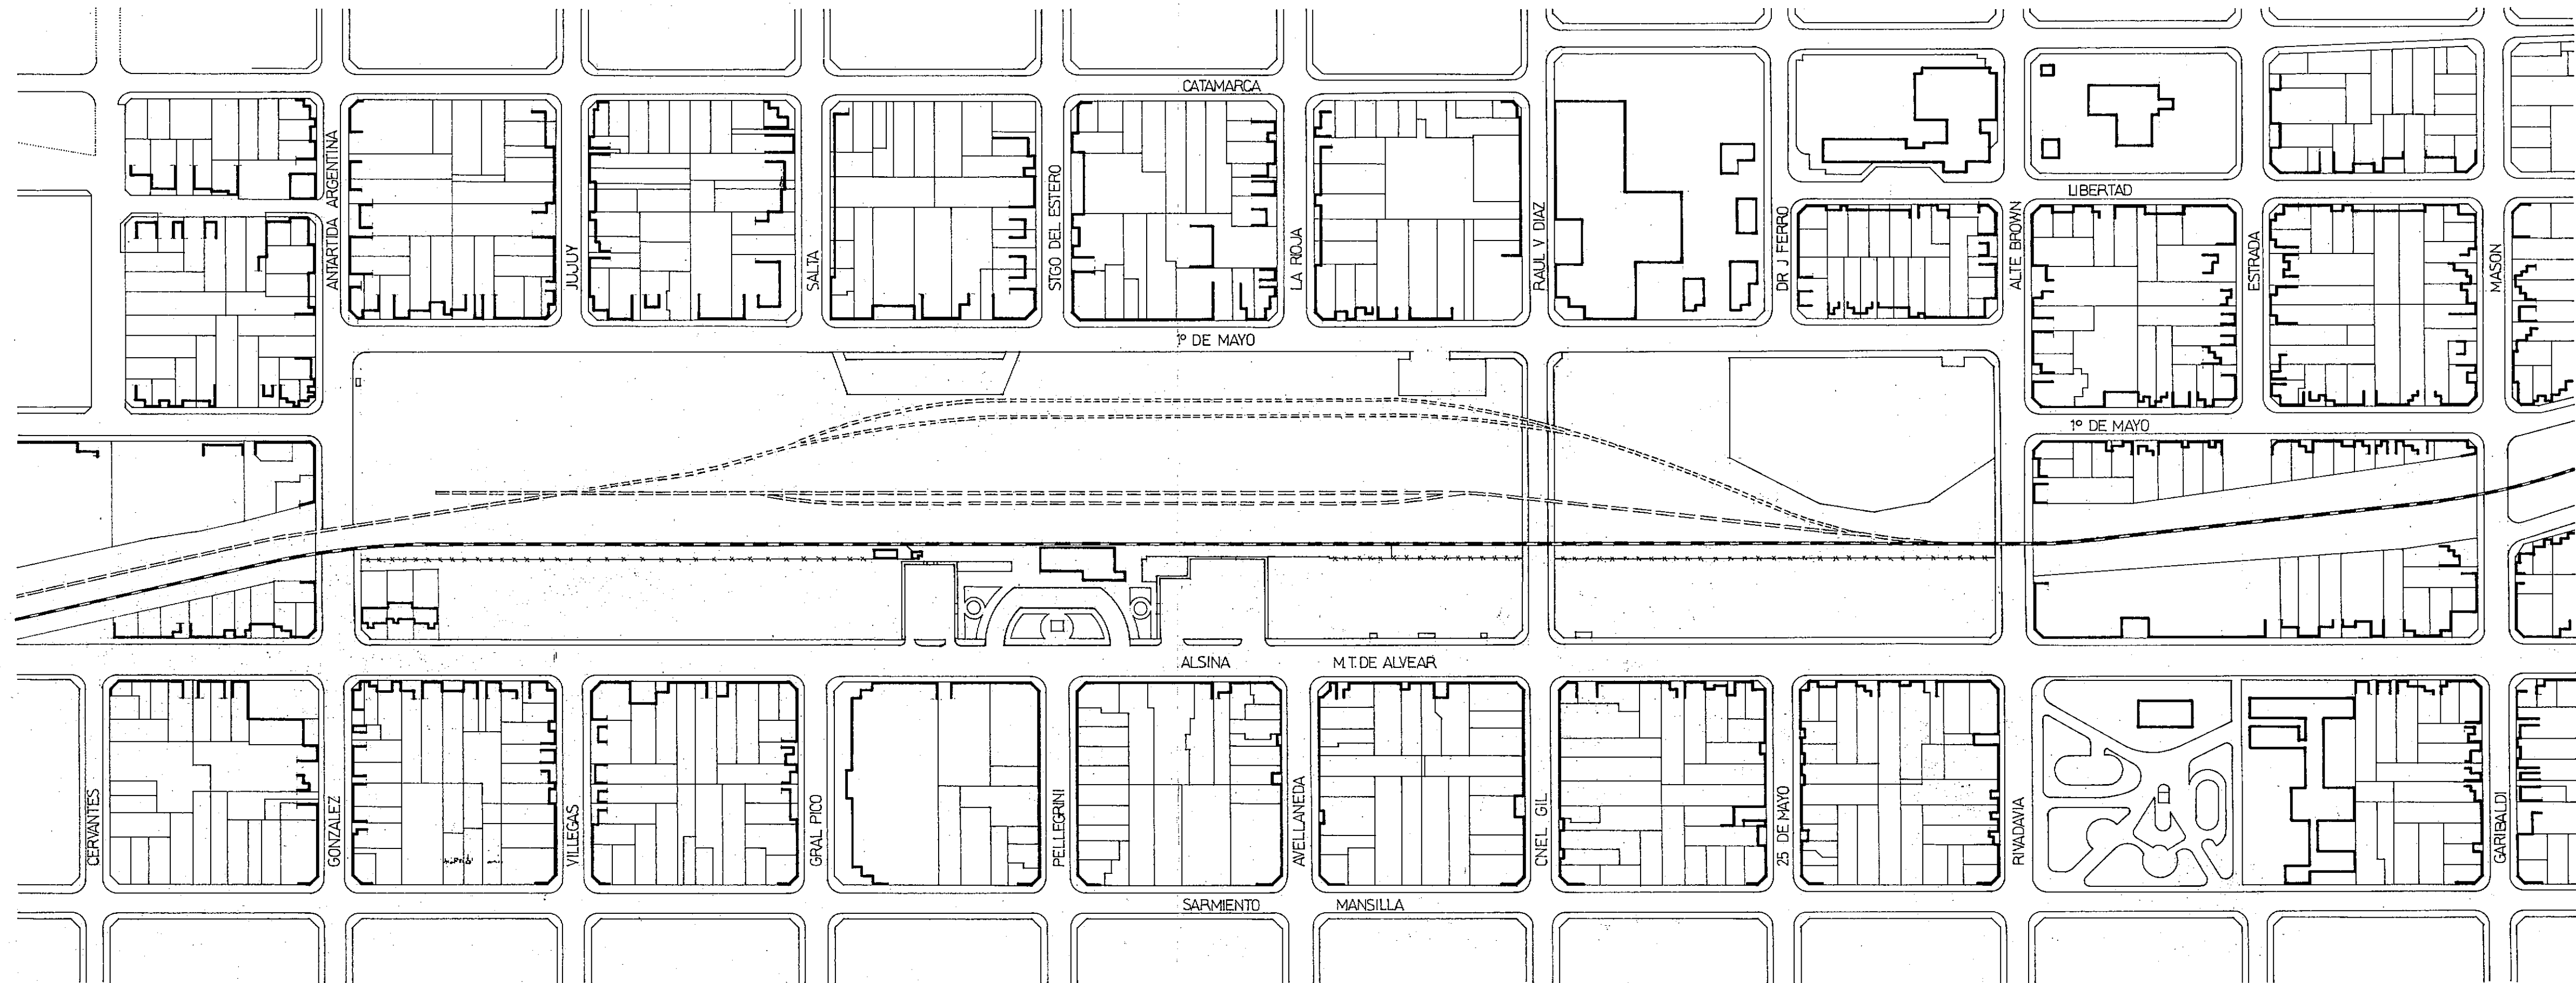 CATAMARCA
ANTARTIDA ARGENTINA
JUJUY
SALTA
STGO DEL ESTERO
LA RIOJA
RAUL V DIAZ
DR J FERRO
LIBERTAD
ALTE BROWN
ESTRADA
MASON
1º DE MAYO
1º DE MAYO
ALSINA
M.T. DE ALVEAR
CERVANTES
GONZALEZ
VILLEGAS
GRAL PICO
PELLEGRINI
AVELLANEDA
CNEL GIL
25 DE MAYO
RIVADAVIA
GARIBALDI
SARMIENTO
MANSILLA